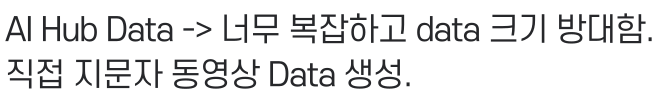 AI Hub Data -> 너무 복잡하고 data 크기 방대함.
직접 지문자 동영상 Data 생성.